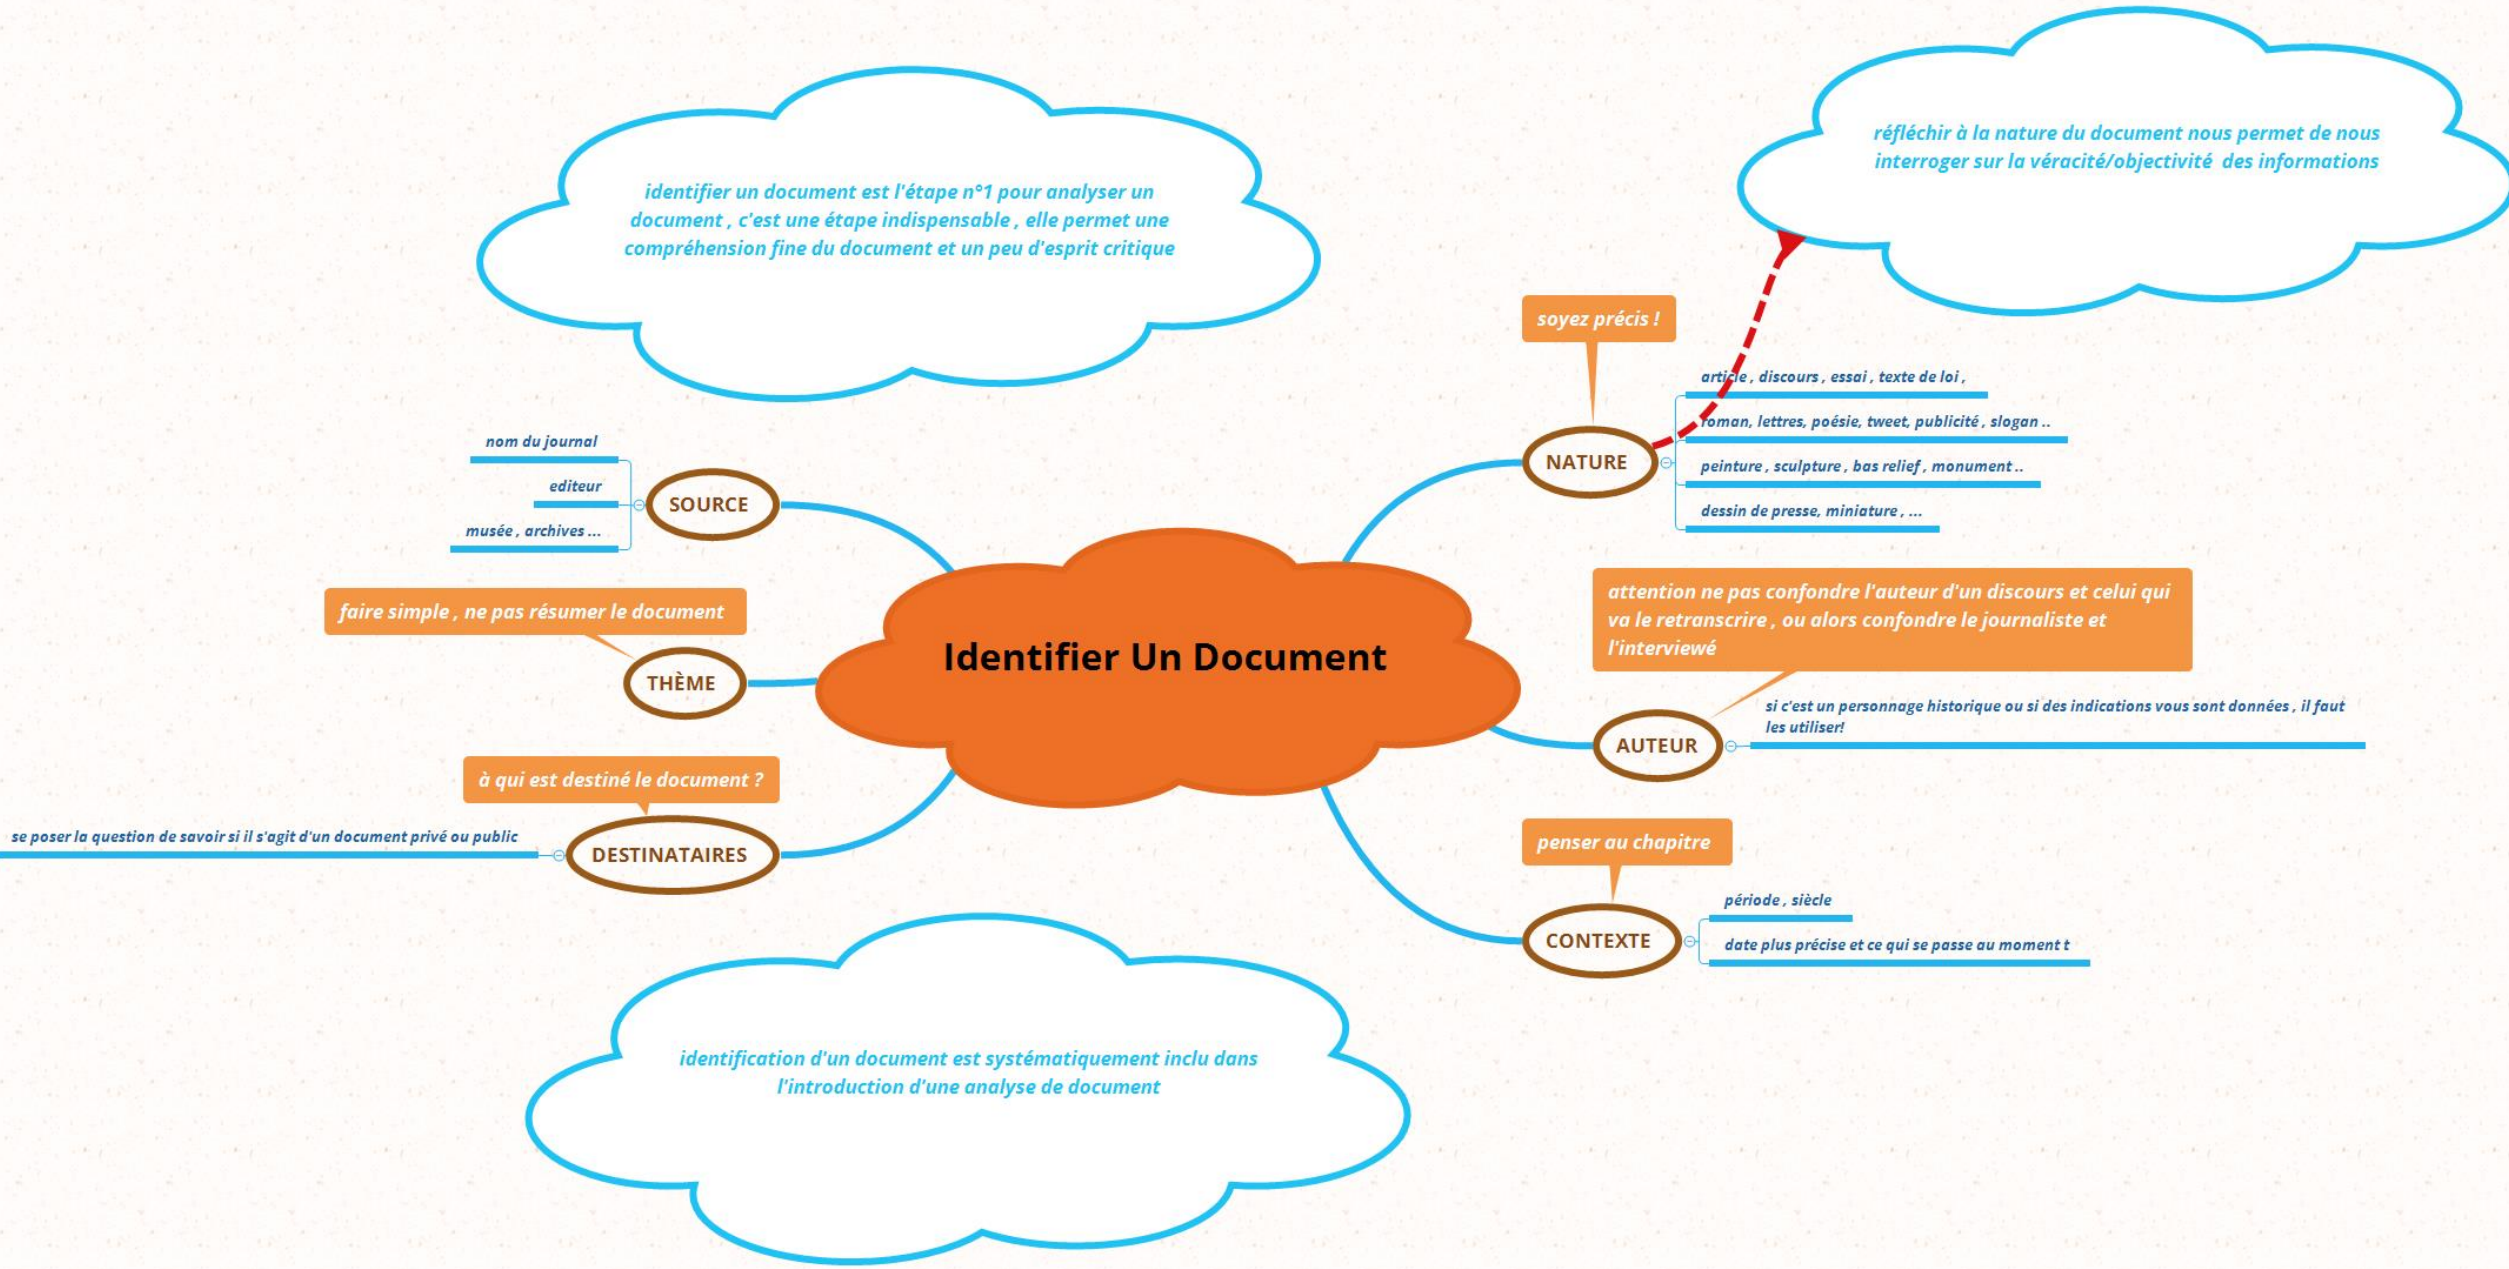 réfléchir à la nature du document nous permet de nous
interroger sur la véracité/objectivité  des informations
identifier un document est l'étape n°1 pour analyser un
document , c'est une étape indispensable , elle permet une
compréhension fine du document et un peu d'esprit critique
Identifier Un Document
soyez précis !
NATURE
article , discours , essai , texte de loi ,
roman, lettres, poésie, tweet, publicité , slogan ..
peinture , sculpture , bas relief , monument ..
dessin de presse, miniature , ...
attention ne pas confondre l'auteur d'un discours et celui qui
va le retranscrire , ou alors confondre le journaliste et
l'interviewé
AUTEUR
si c'est un personnage historique ou si des indications vous sont données , il faut
les utiliser!
penser au chapitre
CONTEXTE
période , siècle
date plus précise et ce qui se passe au moment t
SOURCE
nom du journal
editeur
musée , archives ...
faire simple , ne pas résumer le document
THÈME
à qui est destiné le document ?
DESTINATAIRES
se poser la question de savoir si il s'agit d'un document privé ou public
identification d'un document est systématiquement inclu dans
l'introduction d'une analyse de document